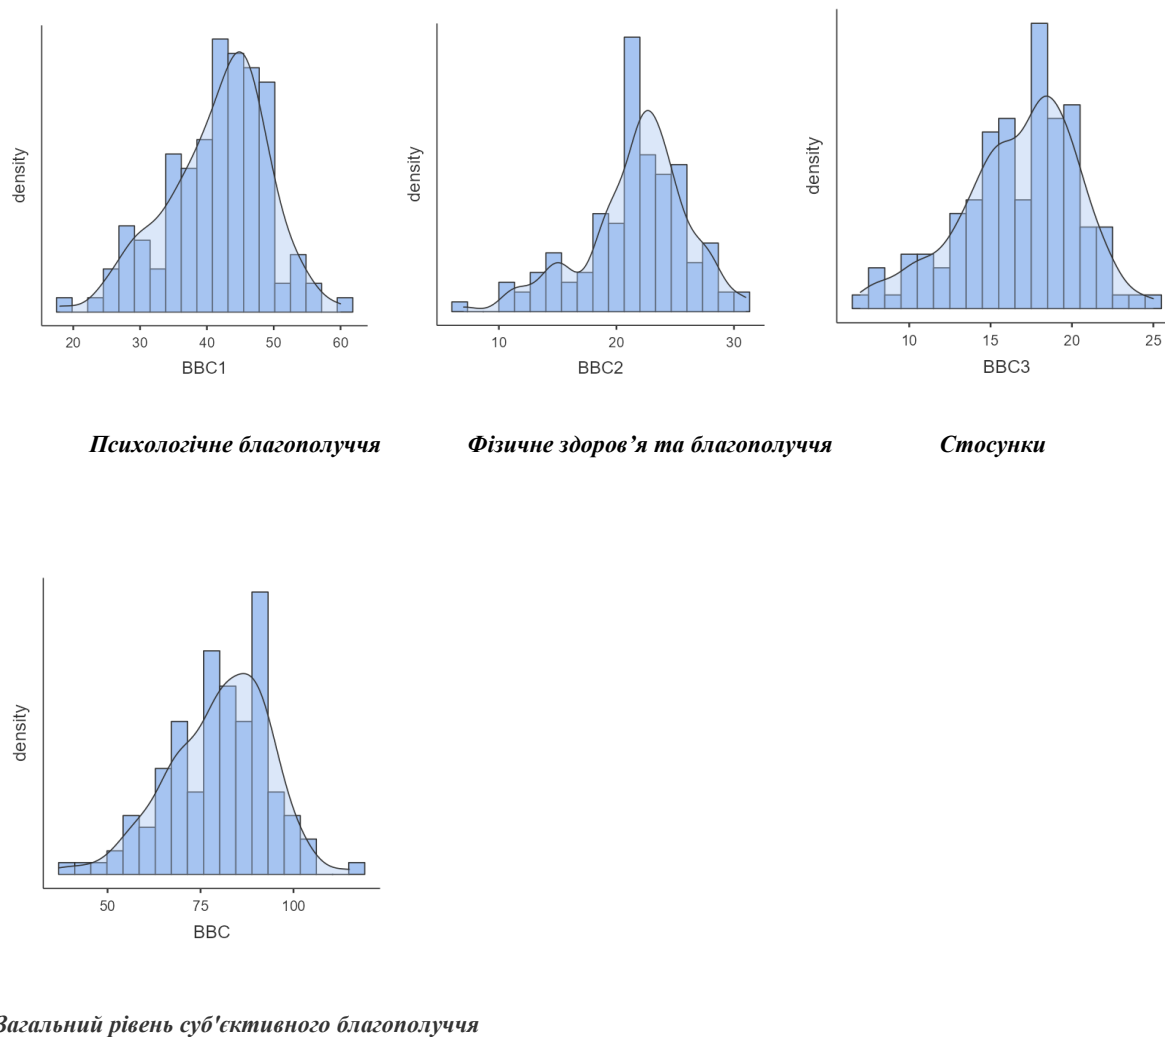 density
20 30 40 50 60
BBC1
density
10 20 30
BBC2
density
10 15 20 25
BBC3
Психологічне благополуччя
Фізичне здоров’я та благополуччя
Стосунки
density
50 75 100
BBC
Загальний рівень суб'єктивного благополуччя